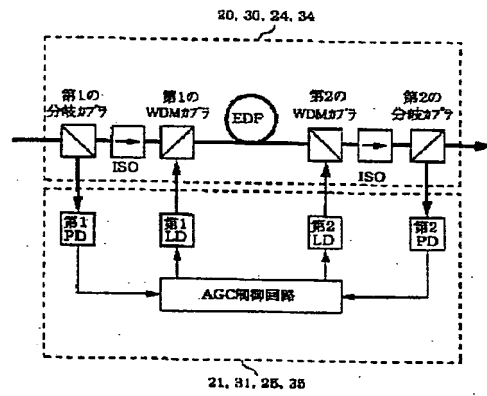 20, 30, 24, 34
第1の
分岐カプラ
第1の
WDMカプラ
EDF
第2の
WDMカプラ
第2の
分岐カプラ
ISO
ISO
第1
PD
第1
LD
第2
LD
第2
PD
AGC制御回路
21, 31, 25, 35